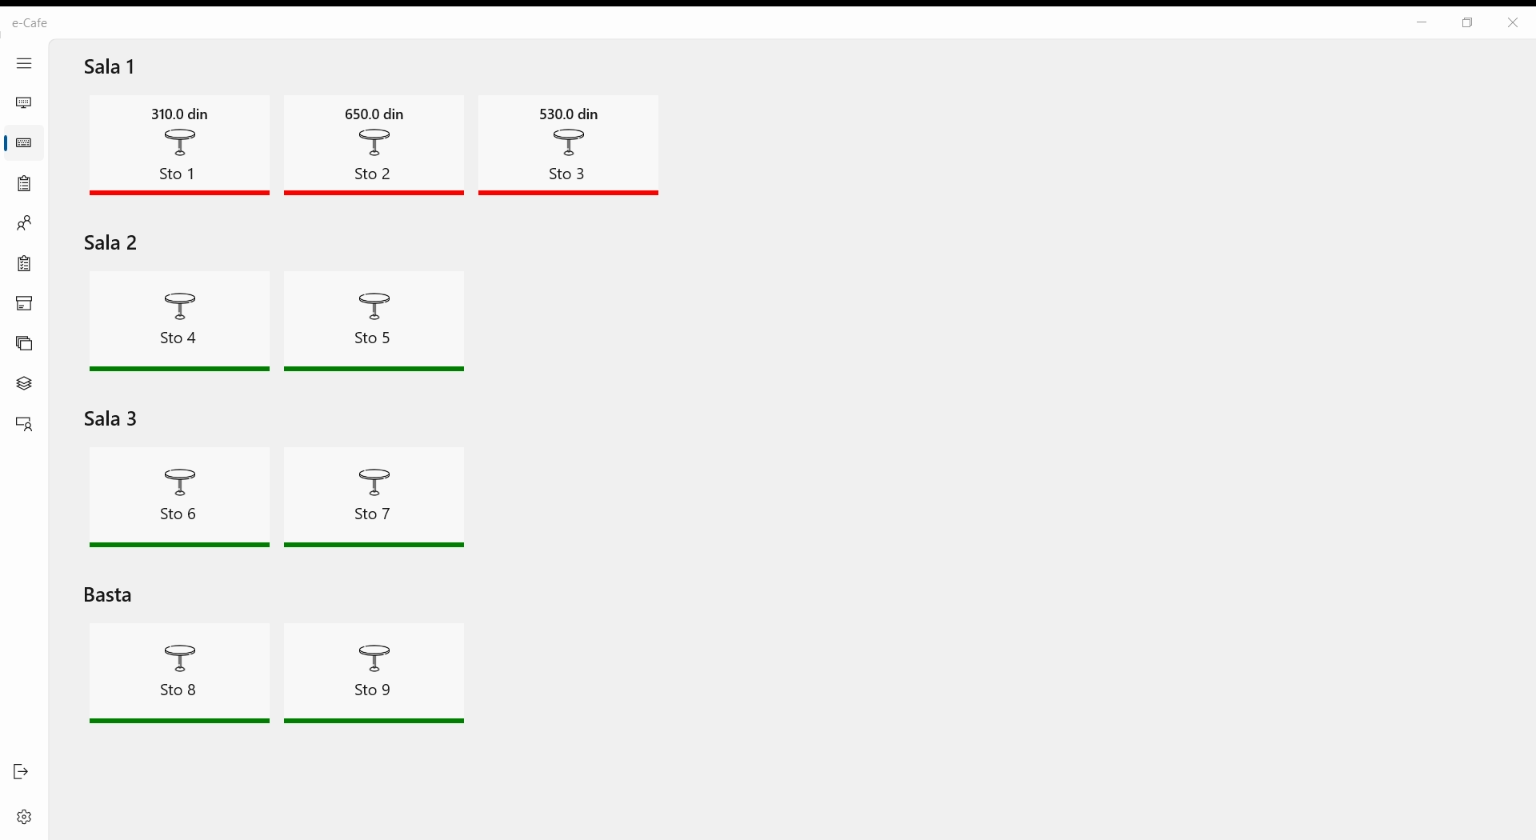 e-Cafe
Sala 1
310.0 din
650.0 din
530.0 din
Sto 1
Sto 2
Sto 3
Sala 2
Sto 4
Sto 5
Sala 3
Sto 6
Sto 7
Basta
Sto 8
Sto 9